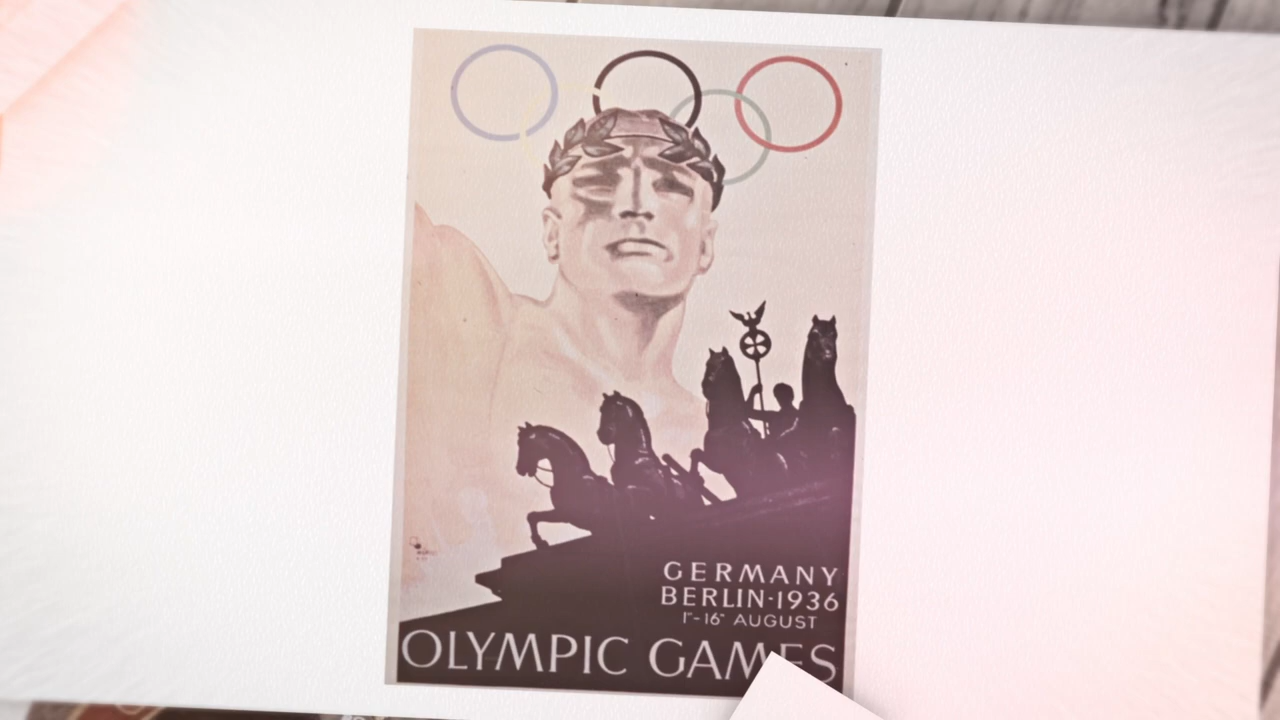 GERMANY
BERLIN·1936
1ˢᵗ-16ᵗʰ AUGUST
OLYMPIC GAMES